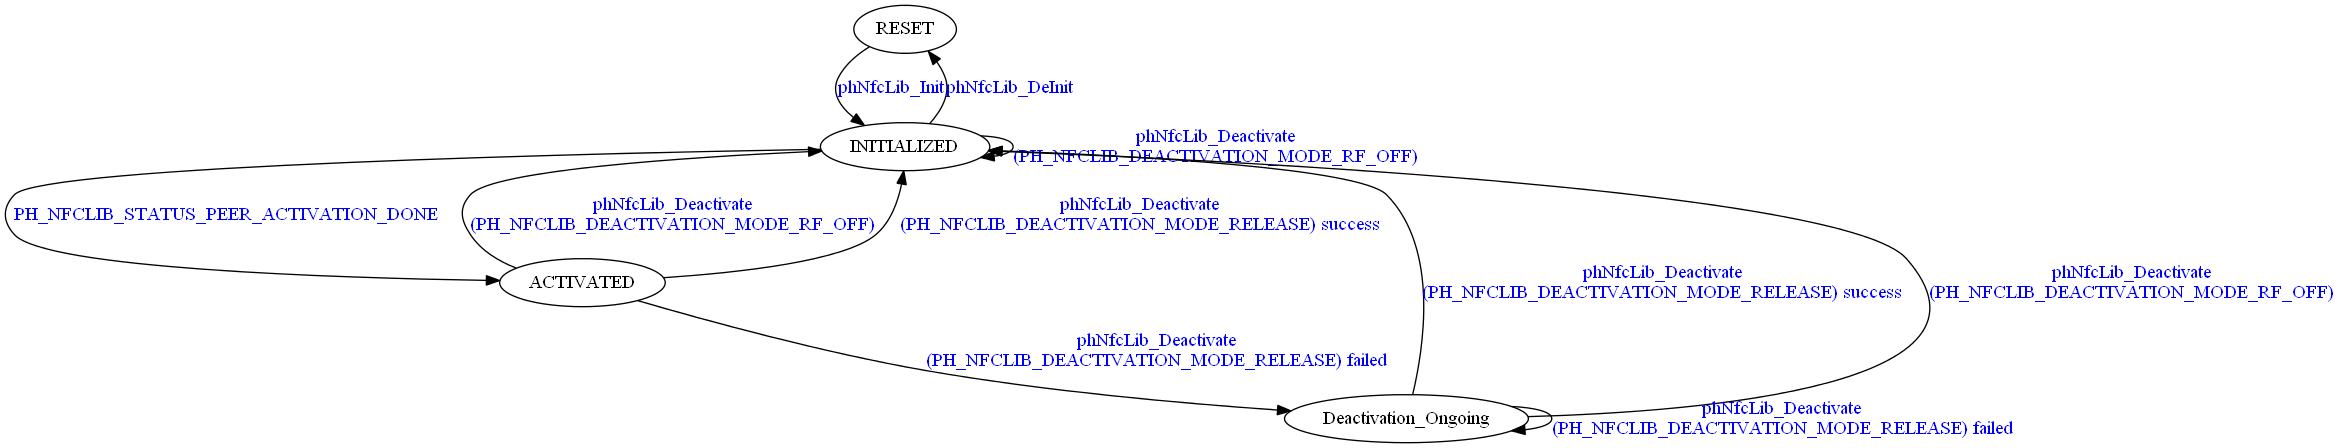 RESET
phNfcLib_Init
phNfcLib_DeInit
INITIALIZED
phNfcLib_Deactivate
(PH_NFCLIB_DEACTIVATION_MODE_RF_OFF)
PH_NFCLIB_STATUS_PEER_ACTIVATION_DONE
phNfcLib_Deactivate
(PH_NFCLIB_DEACTIVATION_MODE_RF_OFF)
phNfcLib_Deactivate
(PH_NFCLIB_DEACTIVATION_MODE_RELEASE) success
ACTIVATED
phNfcLib_Deactivate
(PH_NFCLIB_DEACTIVATION_MODE_RELEASE) success
phNfcLib_Deactivate
(PH_NFCLIB_DEACTIVATION_MODE_RF_OFF)
phNfcLib_Deactivate
(PH_NFCLIB_DEACTIVATION_MODE_RELEASE) failed
Deactivation_Ongoing
phNfcLib_Deactivate
(PH_NFCLIB_DEACTIVATION_MODE_RELEASE) failed